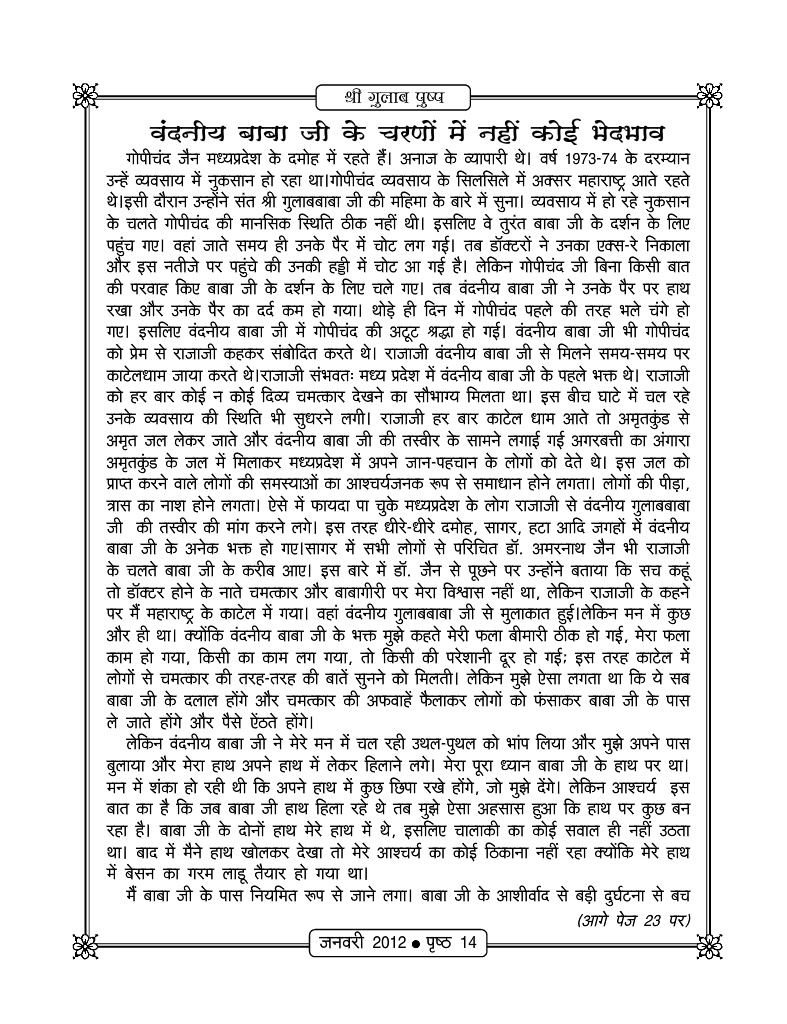 श्री गुलाब पुष्प
वंदनीय बाबा जी के चरणों में नहीं कोई भेदभाव
गोपीचंद जैन मध्यप्रदेश के दमोह में रहते हैं। अनाज के व्यापारी थे। वर्ष 1973-74 के दरम्यान
उन्हें व्यवसाय में नुकसान हो रहा था।गोपीचंद व्यवसाय के सिलसिले में अक्सर महाराष्ट्र आते रहते
थे।इसी दौरान उन्होंने संत श्री गुलाबबाबा जी की महिमा के बारे में सुना। व्यवसाय में हो रहे नुकसान
के चलते गोपीचंद की मानसिक स्थिति ठीक नहीं थी। इसलिए वे तुरंत बाबा जी के दर्शन के लिए
पहुंच गए। वहां जाते समय ही उनके पैर में चोट लग गई। तब डॉक्टरों ने उनका एक्स-रे निकाला
और इस नतीजे पर पहुंचे की उनकी हड्डी में चोट आ गई है। लेकिन गोपीचंद जी बिना किसी बात
की परवाह किए बाबा जी के दर्शन के लिए चले गए। तब वंदनीय बाबा जी ने उनके पैर पर हाथ
रखा और उनके पैर का दर्द कम हो गया। थोड़े ही दिन में गोपीचंद पहले की तरह भले चंगे हो
गए। इसलिए वंदनीय बाबा जी में गोपीचंद की अटूट श्रद्धा हो गई। वंदनीय बाबा जी भी गोपीचंद
को प्रेम से राजाजी कहकर संबोदित करते थे। राजाजी वंदनीय बाबा जी से मिलने समय-समय पर
काटेलधाम जाया करते थे।राजाजी संभवतः मध्य प्रदेश में वंदनीय बाबा जी के पहले भक्त थे। राजाजी
को हर बार कोई न कोई दिव्य चमत्कार देखने का सौभाग्य मिलता था। इस बीच घाटे में चल रहे
उनके व्यवसाय की स्थिति भी सुधरने लगी। राजाजी हर बार काटेल धाम आते तो अमृतकुंड से
अमृत जल लेकर जाते और वंदनीय बाबा जी की तस्वीर के सामने लगाई गई अगरबत्ती का अंगारा
अमृतकुंड के जल में मिलाकर मध्यप्रदेश में अपने जान-पहचान के लोगों को देते थे। इस जल को
प्राप्त करने वाले लोगों की समस्याओं का आश्चर्यजनक रूप से समाधान होने लगता। लोगों की पीड़ा,
त्रास का नाश होने लगता। ऐसे में फायदा पा चुके मध्यप्रदेश के लोग राजाजी से वंदनीय गुलाबबाबा
जी की तस्वीर की मांग करने लगे। इस तरह धीरे-धीरे दमोह, सागर, हटा आदि जगहों में वंदनीय
बाबा जी के अनेक भक्त हो गए।सागर में सभी लोगों से परिचित डॉ. अमरनाथ जैन भी राजाजी
के चलते बाबा जी के करीब आए। इस बारे में डॉ. जैन से पूछने पर उन्होंने बताया कि सच कहूं
तो डॉक्टर होने के नाते चमत्कार और बाबागीरी पर मेरा विश्वास नहीं था, लेकिन राजाजी के कहने
पर मैं महाराष्ट्र के काटेल में गया। वहां वंदनीय गुलाबबाबा जी से मुलाकात हुई।लेकिन मन में कुछ
और ही था। क्योंकि वंदनीय बाबा जी के भक्त मुझे कहते मेरी फला बीमारी ठीक हो गई, मेरा फला
काम हो गया, किसी का काम लग गया, तो किसी की परेशानी दूर हो गई; इस तरह काटेल में
लोगों से चमत्कार की तरह-तरह की बातें सुनने को मिलती। लेकिन मुझे ऐसा लगता था कि ये सब
बाबा जी के दलाल होंगे और चमत्कार की अफवाहें फैलाकर लोगों को फंसाकर बाबा जी के पास
ले जाते होंगे और पैसे ऐंठते होंगे।
लेकिन वंदनीय बाबा जी ने मेरे मन में चल रही उथल-पुथल को भांप लिया और मुझे अपने पास
बुलाया और मेरा हाथ अपने हाथ में लेकर हिलाने लगे। मेरा पूरा ध्यान बाबा जी के हाथ पर था।
मन में शंका हो रही थी कि अपने हाथ में कुछ छिपा रखे होंगे, जो मुझे देंगे। लेकिन आश्चर्य इस
बात का है कि जब बाबा जी हाथ हिला रहे थे तब मुझे ऐसा अहसास हुआ कि हाथ पर कुछ बन
रहा है। बाबा जी के दोनों हाथ मेरे हाथ में थे, इसलिए चालाकी का कोई सवाल ही नहीं उठता
था। बाद में मैने हाथ खोलकर देखा तो मेरे आश्चर्य का कोई ठिकाना नहीं रहा क्योंकि मेरे हाथ
में बेसन का गरम लाडू तैयार हो गया था।
मैं बाबा जी के पास नियमित रूप से जाने लगा। बाबा जी के आशीर्वाद से बड़ी दुर्घटना से बच
(आगे पेज 23 पर)
जनवरी 2012 ● पृष्ठ 14